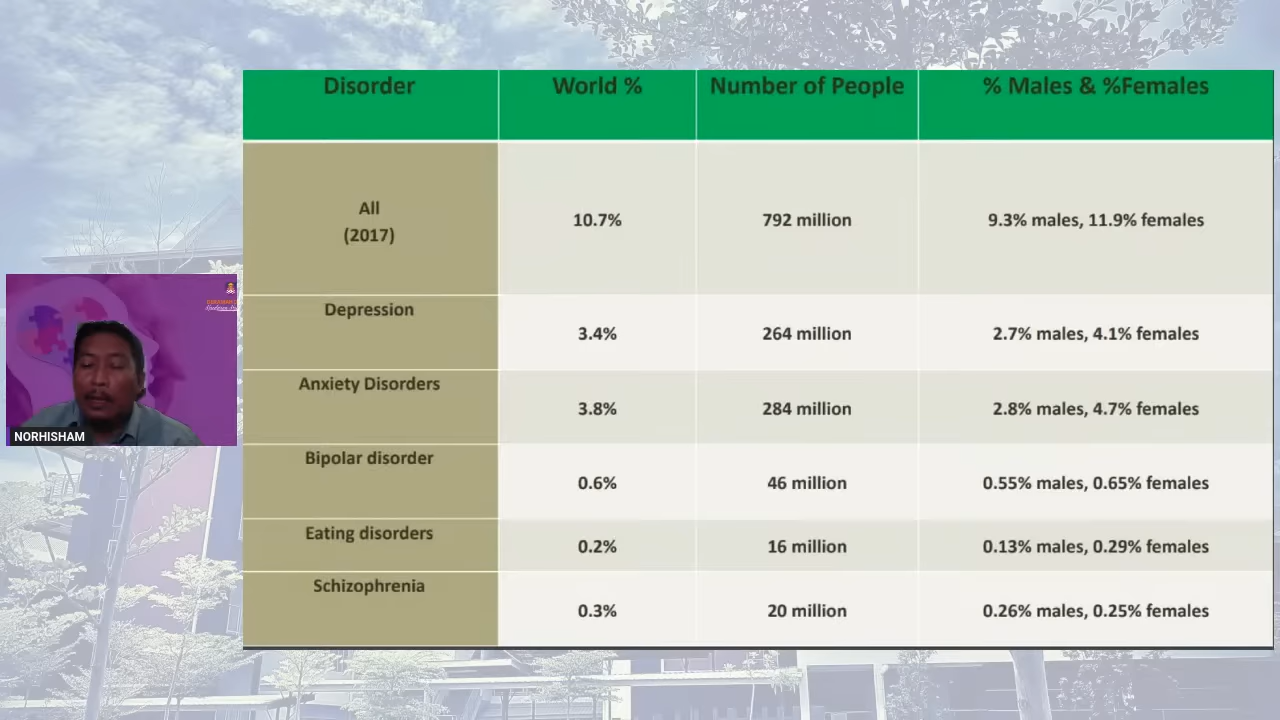 Disorder
World %
Number of People
% Males & %Females
All
(2017)
10.7%
792 million
9.3% males, 11.9% females
Depression
3.4%
264 million
2.7% males, 4.1% females
Anxiety Disorders
3.8%
284 million
2.8% males, 4.7% females
Bipolar disorder
0.6%
46 million
0.55% males, 0.65% females
Eating disorders
0.2%
16 million
0.13% males, 0.29% females
Schizophrenia
0.3%
20 million
0.26% males, 0.25% females
NORHISHAM